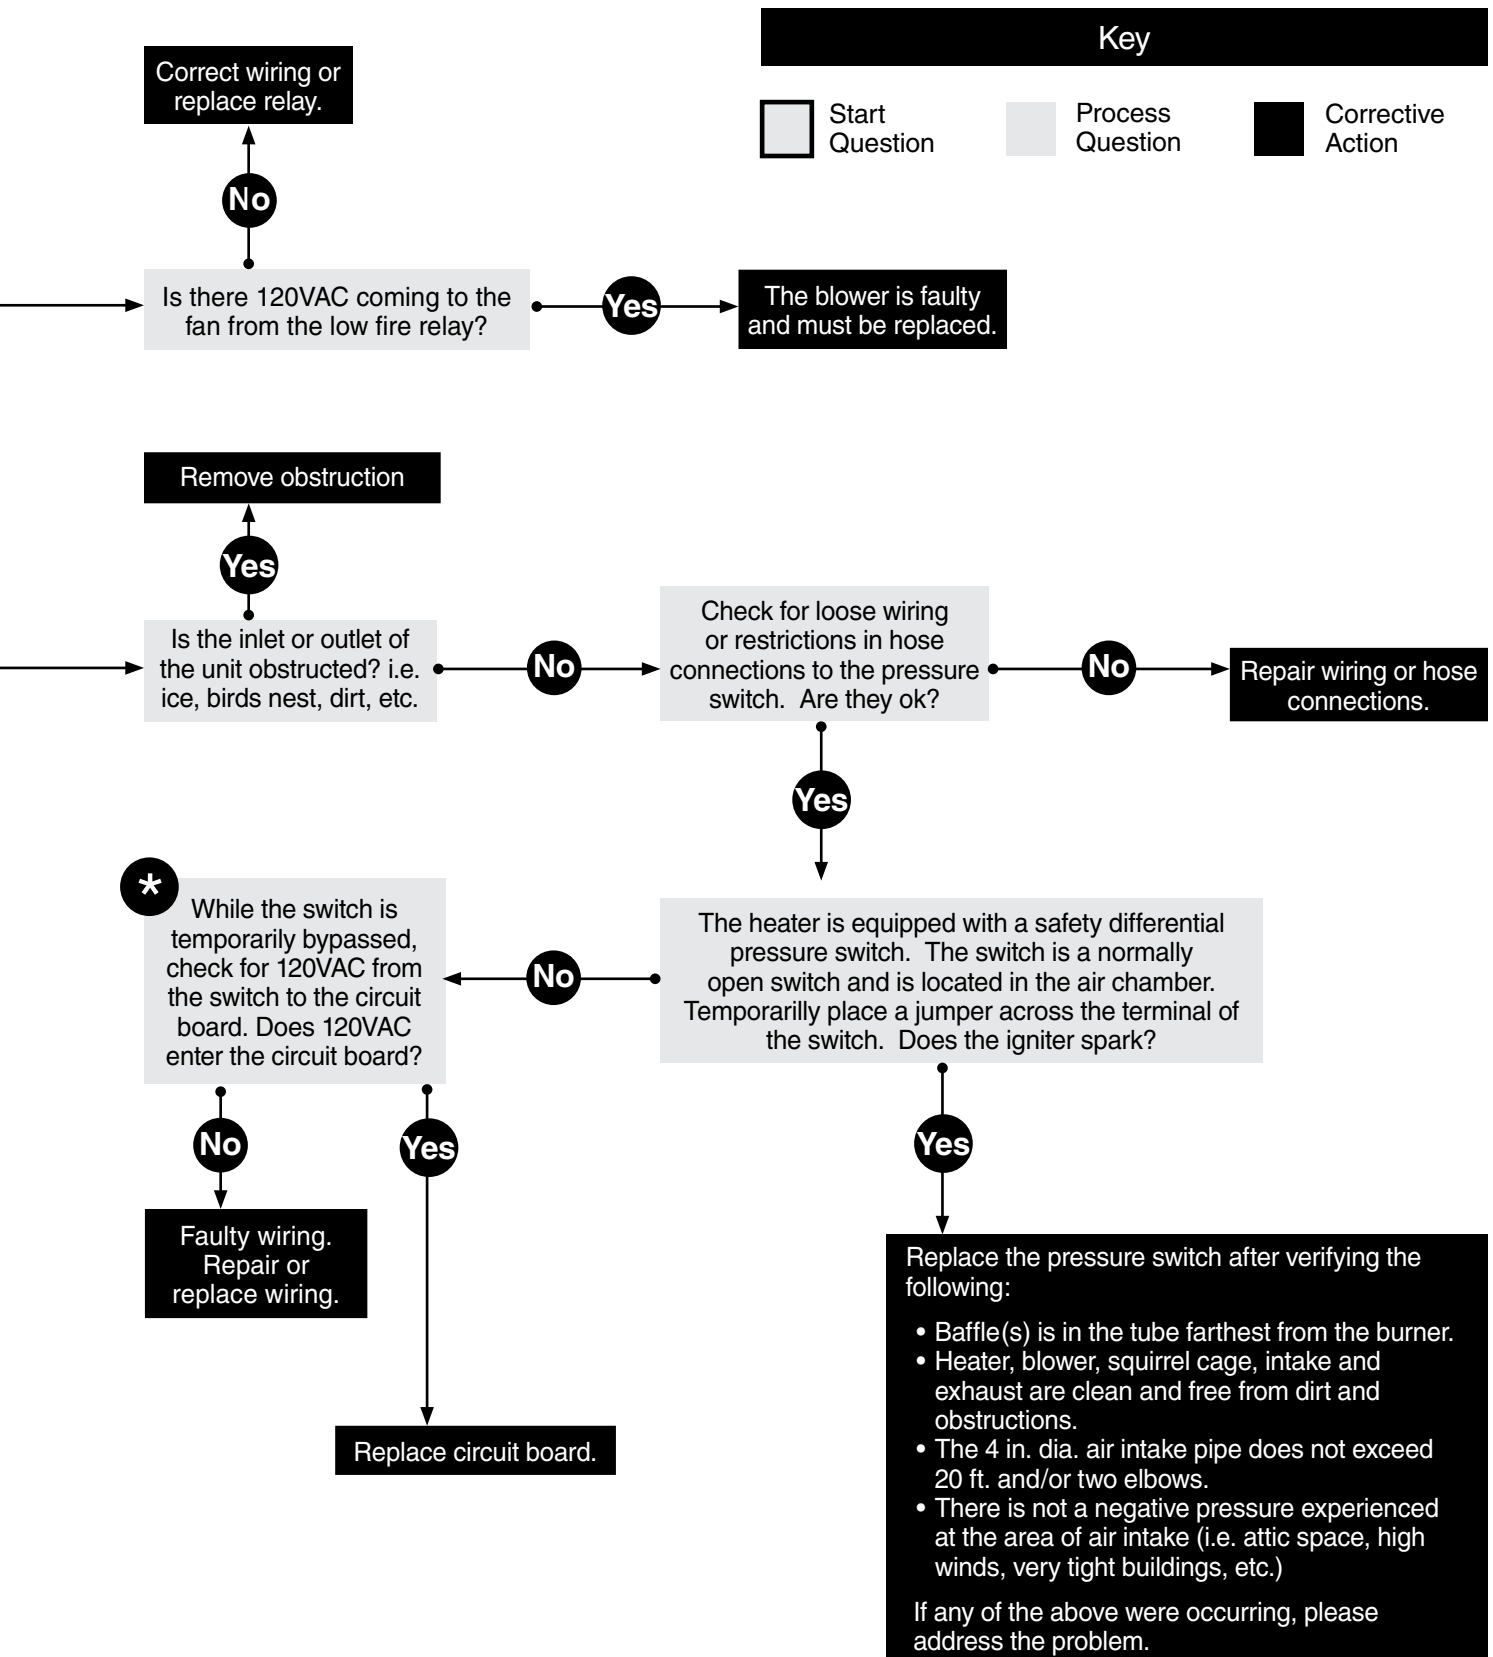 Key
Start
Question
Process
Question
Corrective
Action
Correct wiring or
replace relay.
No
Is there 120VAC coming to the
fan from the low fire relay?
Yes
The blower is faulty
and must be replaced.
Remove obstruction
Yes
Is the inlet or outlet of
the unit obstructed? i.e.
ice, birds nest, dirt, etc.
No
Check for loose wiring
or restrictions in hose
connections to the pressure
switch.  Are they ok?
No
Repair wiring or hose
connections.
Yes
The heater is equipped with a safety differential
pressure switch.  The switch is a normally
open switch and is located in the air chamber.
Temporarilly place a jumper across the terminal of
the switch.  Does the igniter spark?
No
*
While the switch is
temporarily bypassed,
check for 120VAC from
the switch to the circuit
board. Does 120VAC
enter the circuit board?
No
Faulty wiring.
Repair or
replace wiring.
Yes
Replace circuit board.
Yes
Replace the pressure switch after verifying the
following:
• Baffle(s) is in the tube farthest from the burner.
• Heater, blower, squirrel cage, intake and
exhaust are clean and free from dirt and
obstructions.
• The 4 in. dia. air intake pipe does not exceed
20 ft. and/or two elbows.
• There is not a negative pressure experienced
at the area of air intake (i.e. attic space, high
winds, very tight buildings, etc.)
If any of the above were occurring, please
address the problem.